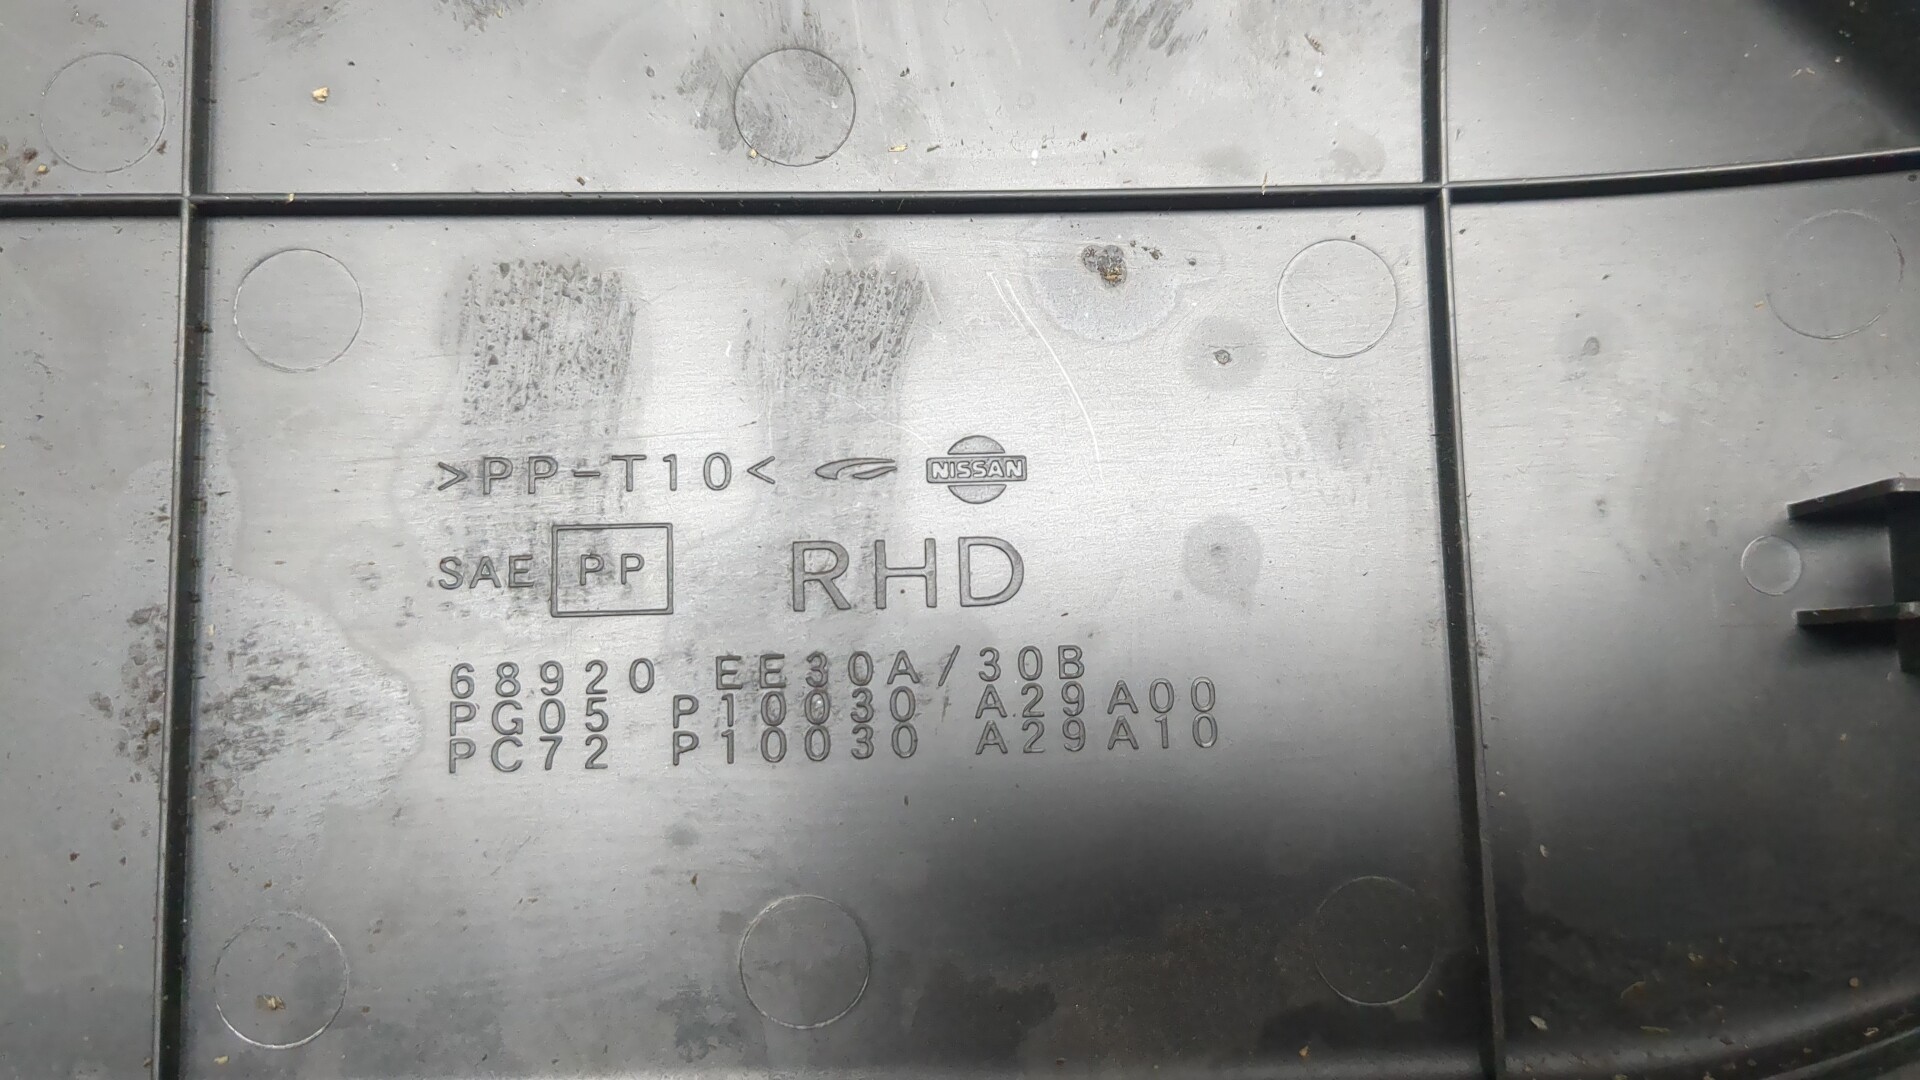 >PP-T10< NISSAN
SAE PP RHD
68920 EE30A/30B
PG05 P10030 A29A00
PC72 P10030 A29A10